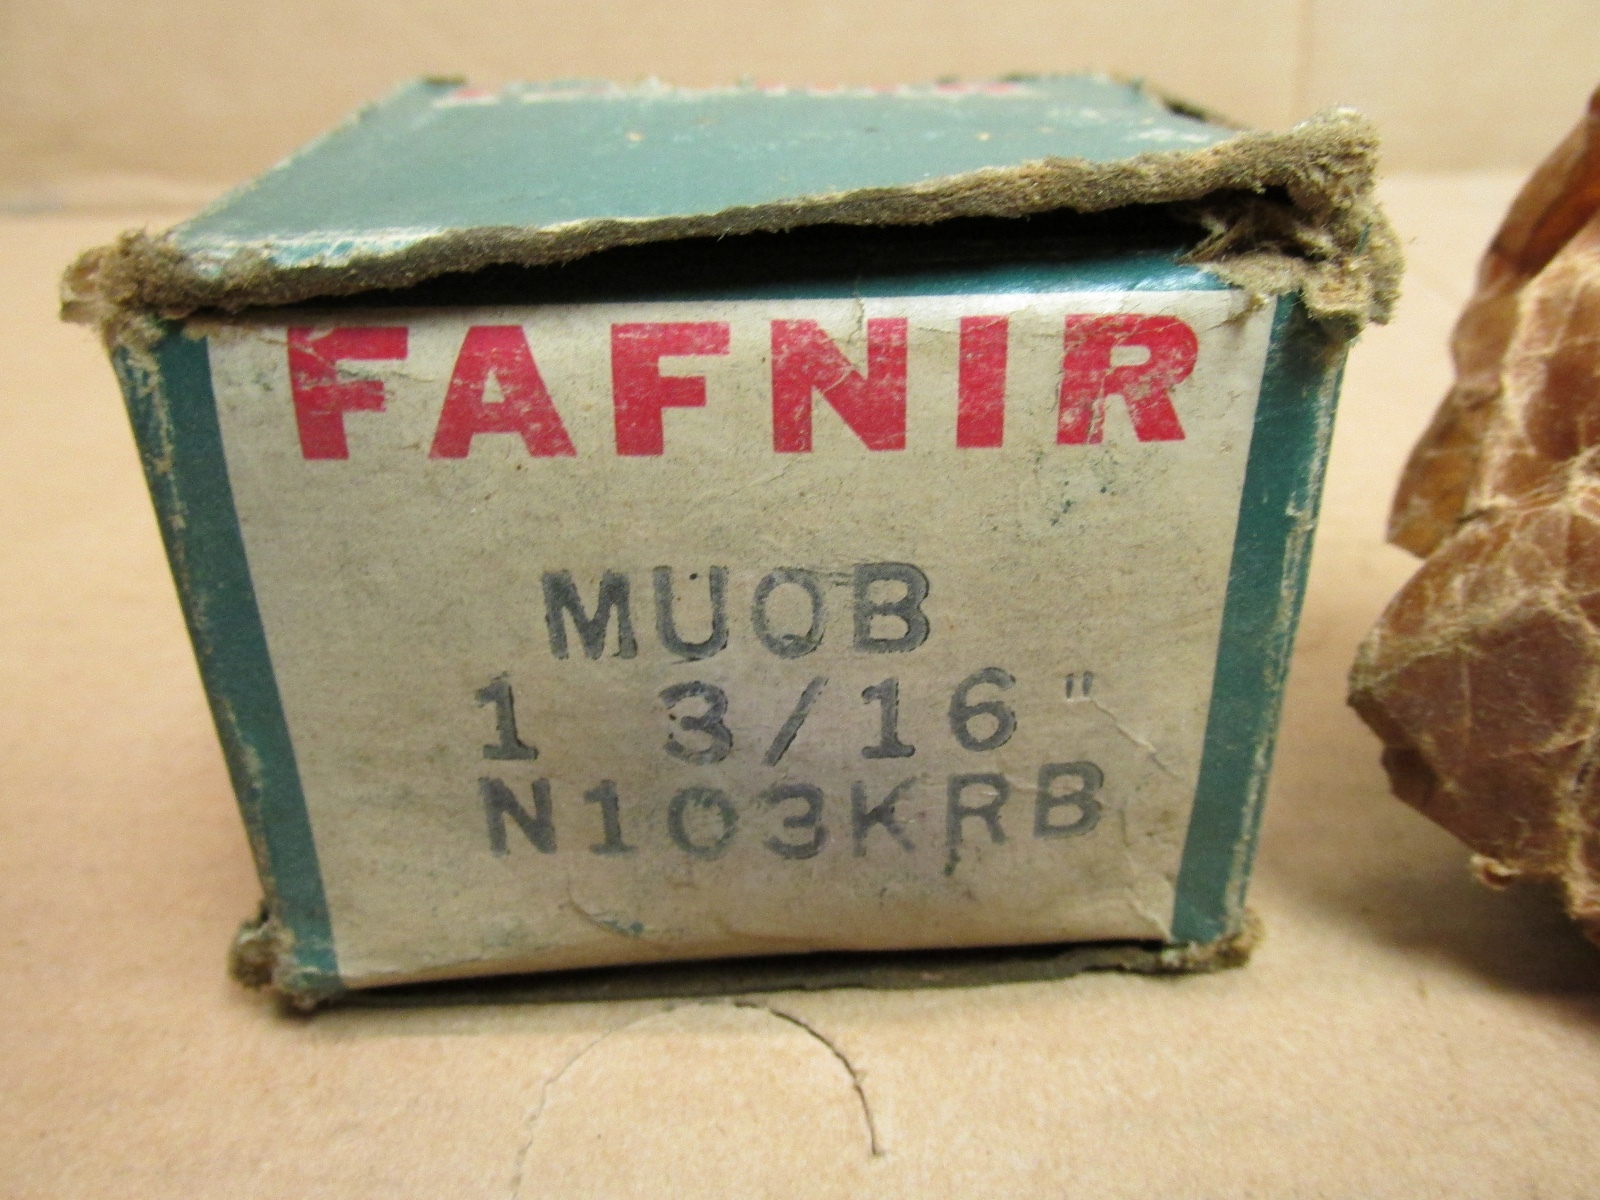 FAFNIR
MUOB
1 3/16"
N103KRB